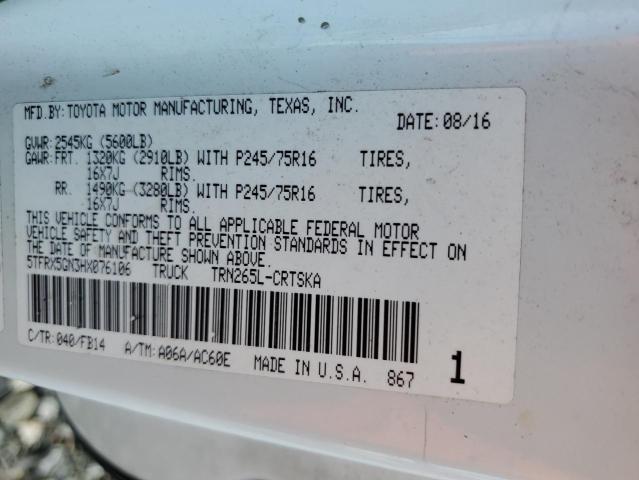 MFD.BY:TOYOTA MOTOR MANUFACTURING, TEXAS, INC.
DATE:08/16
GVWR:2545KG (5600LB)
GAWR:FRT. 1320KG (2910LB) WITH P245/75R16 TIRES,
16X7J RIMS.
RR. 1490KG (3280LB) WITH P245/75R16 TIRES,
16X7J RIMS.
THIS VEHICLE CONFORMS TO ALL APPLICABLE FEDERAL MOTOR
VEHICLE SAFETY AND THEFT PREVENTION STANDARDS IN EFFECT ON
THE DATE OF MANUFACTURE SHOWN ABOVE.
5TFRX5GN3HX076106 TRUCK TRN265L-CRTSKA
C/TR:040/FB14 A/TM:A06A/AC60E MADE IN U.S.A. 867 1